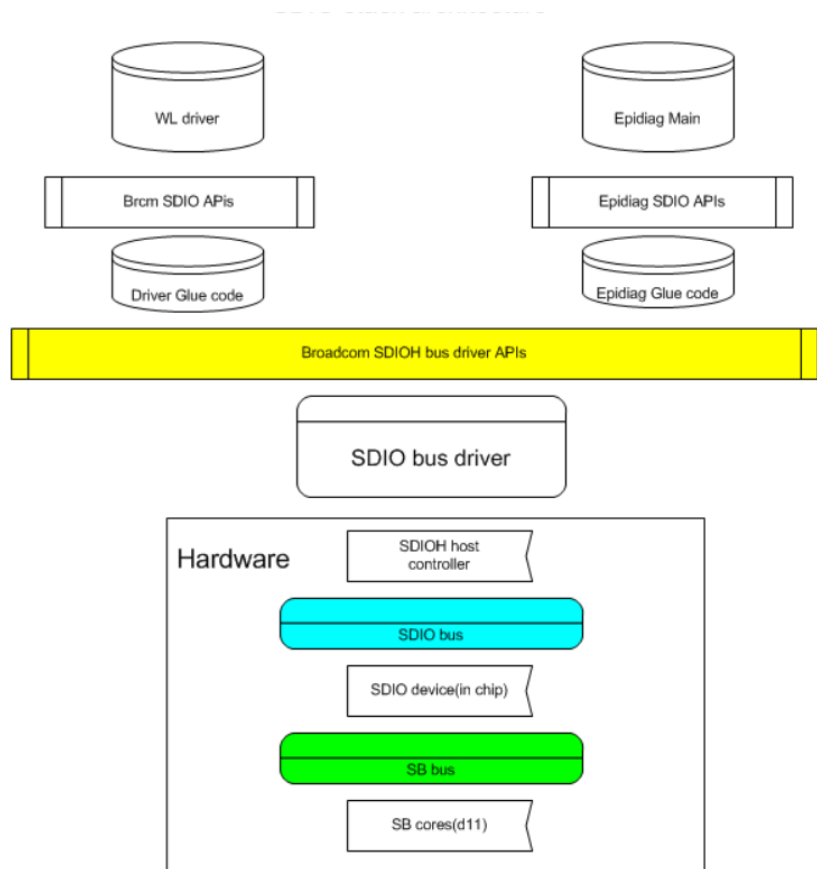 WL driver
Epidiag Main
Brcm SDIO APis
Epidiag SDIO APIs
Driver Glue code
Epidiag Glue code
Broadcom SDIOH bus driver APIs
SDIO bus driver
Hardware
SDIOH host
controller
SDIO bus
SDIO device(in chip)
SB bus
SB cores(d11)